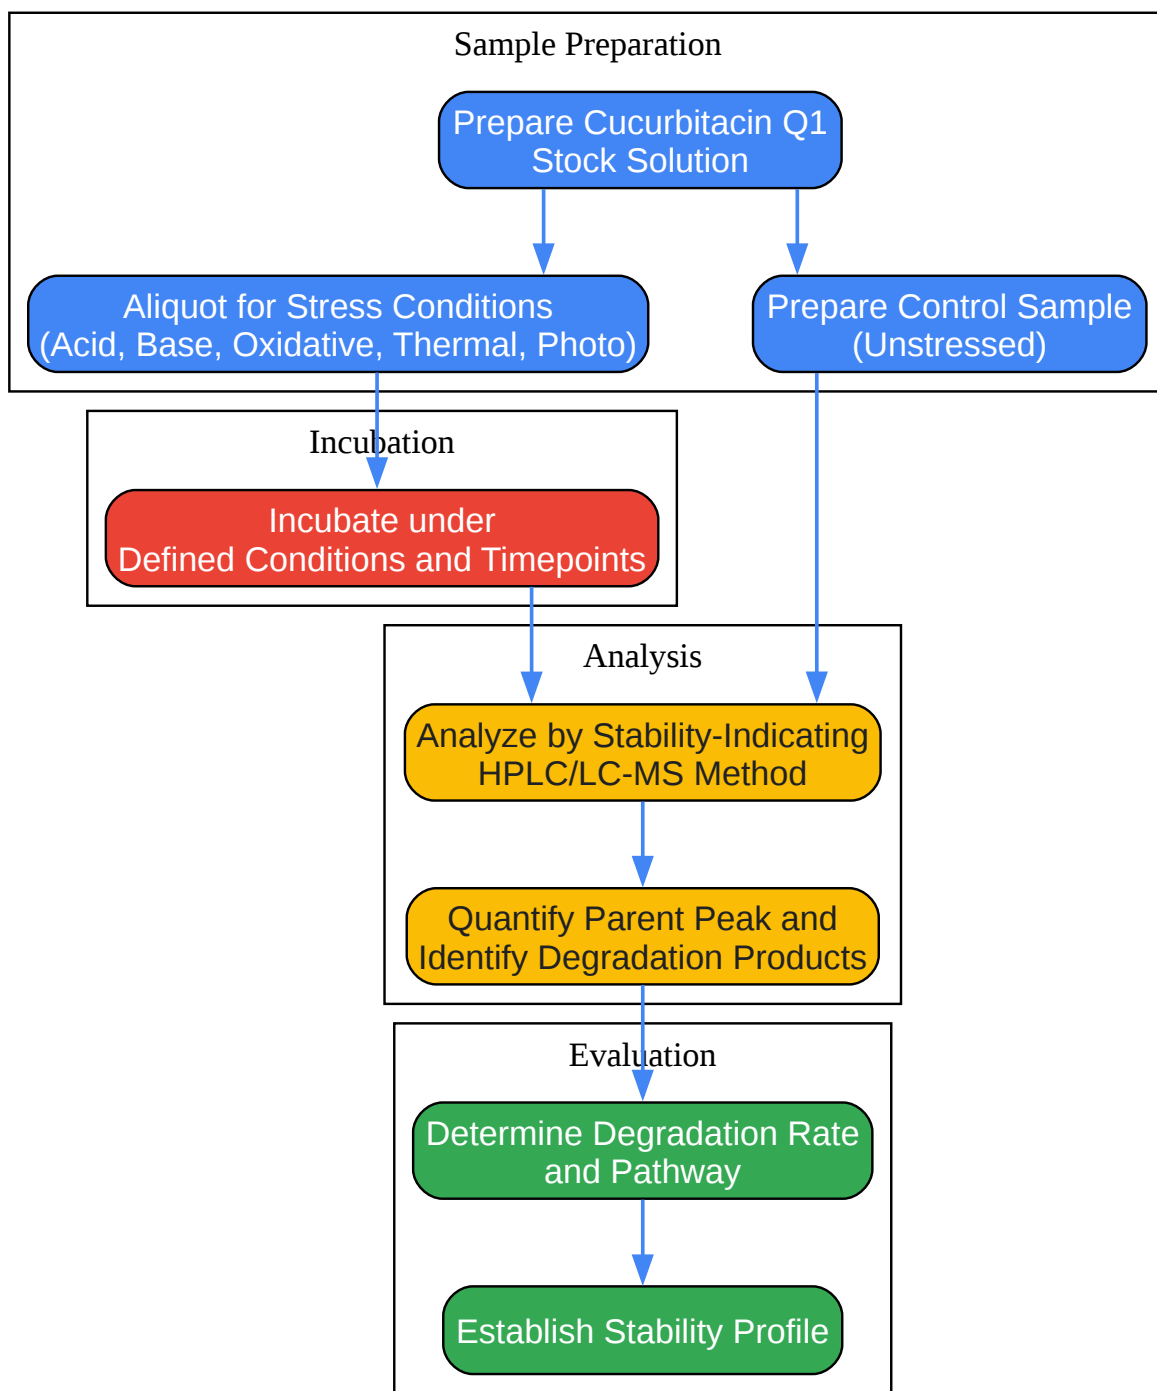 Sample Preparation
Prepare Cucurbitacin Q1
Stock Solution
Aliquot for Stress Conditions
(Acid, Base, Oxidative, Thermal, Photo)
Prepare Control Sample
(Unstressed)
Incubation
Incubate under
Defined Conditions and Timepoints
Analysis
Analyze by Stability-Indicating
HPLC/LC-MS Method
Quantify Parent Peak and
Identify Degradation Products
Evaluation
Determine Degradation Rate
and Pathway
Establish Stability Profile